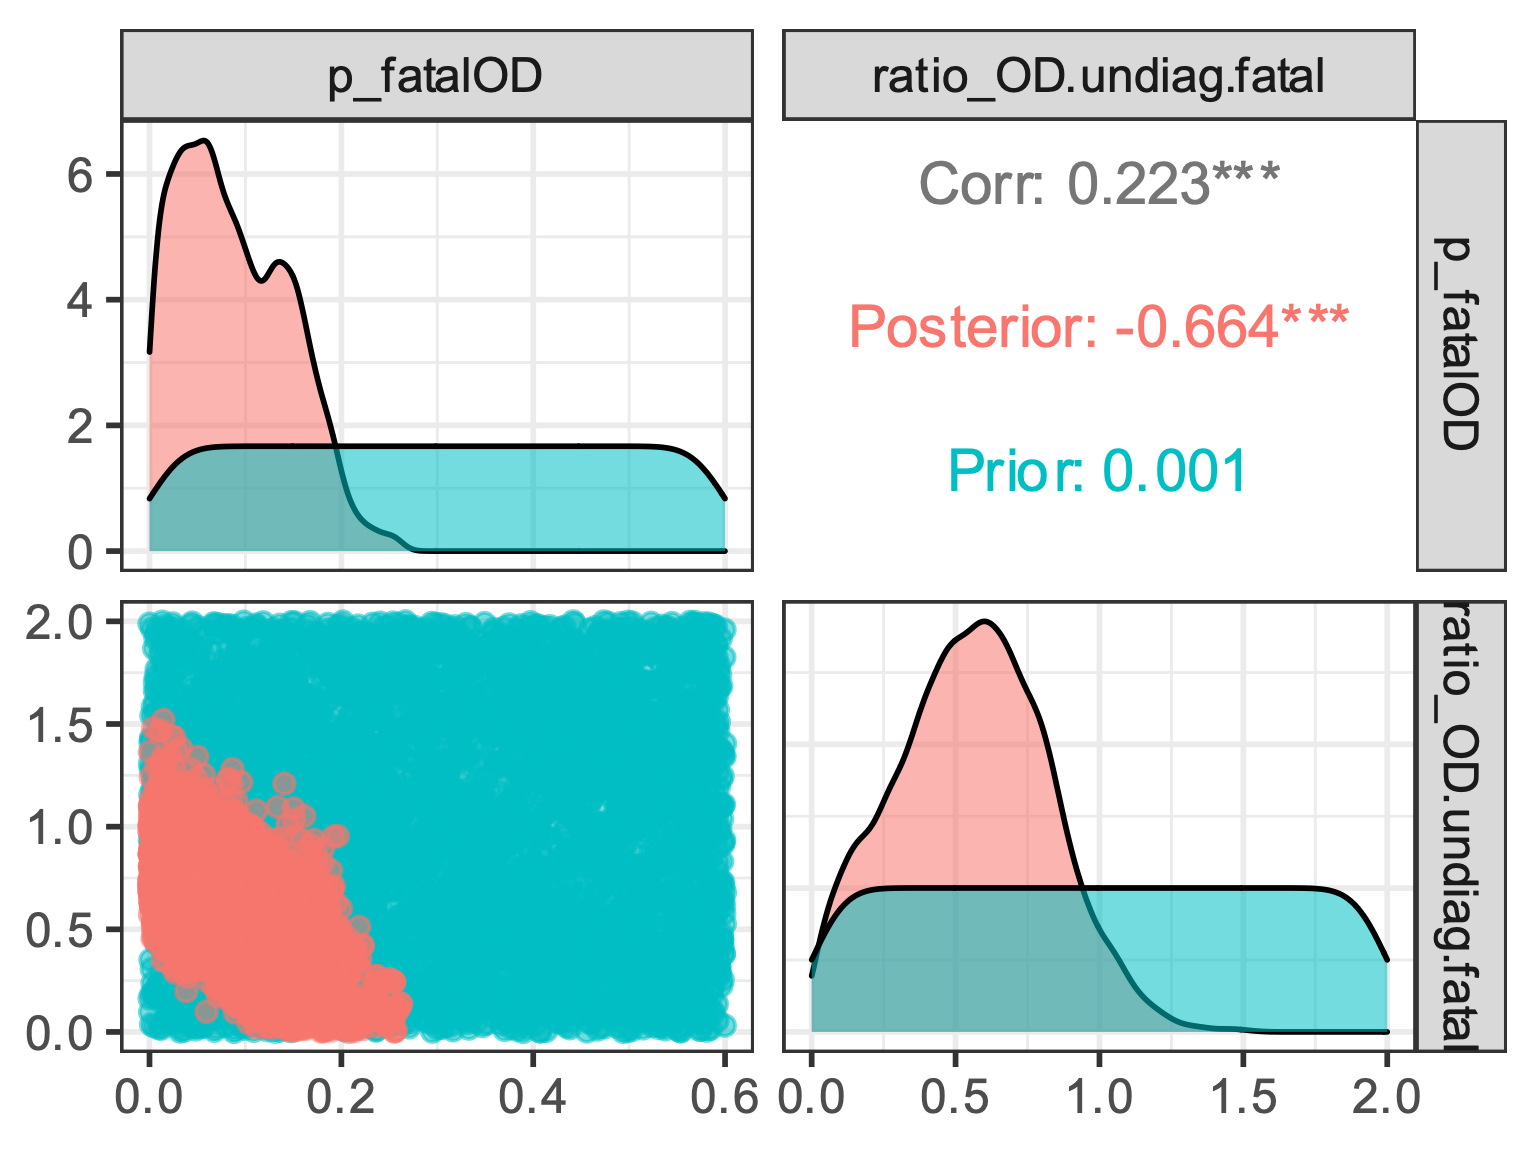 p_fatalOD
ratio_OD.undiag.fatal
Corr: 0.223***
Posterior: -0.664***
Prior: 0.001
p_fatalOD
6
4
2
0
2.0
1.5
1.0
0.5
0.0
ratio_OD.undiag.fatal
0.0 0.2 0.4 0.6
0.0 0.5 1.0 1.5 2.0